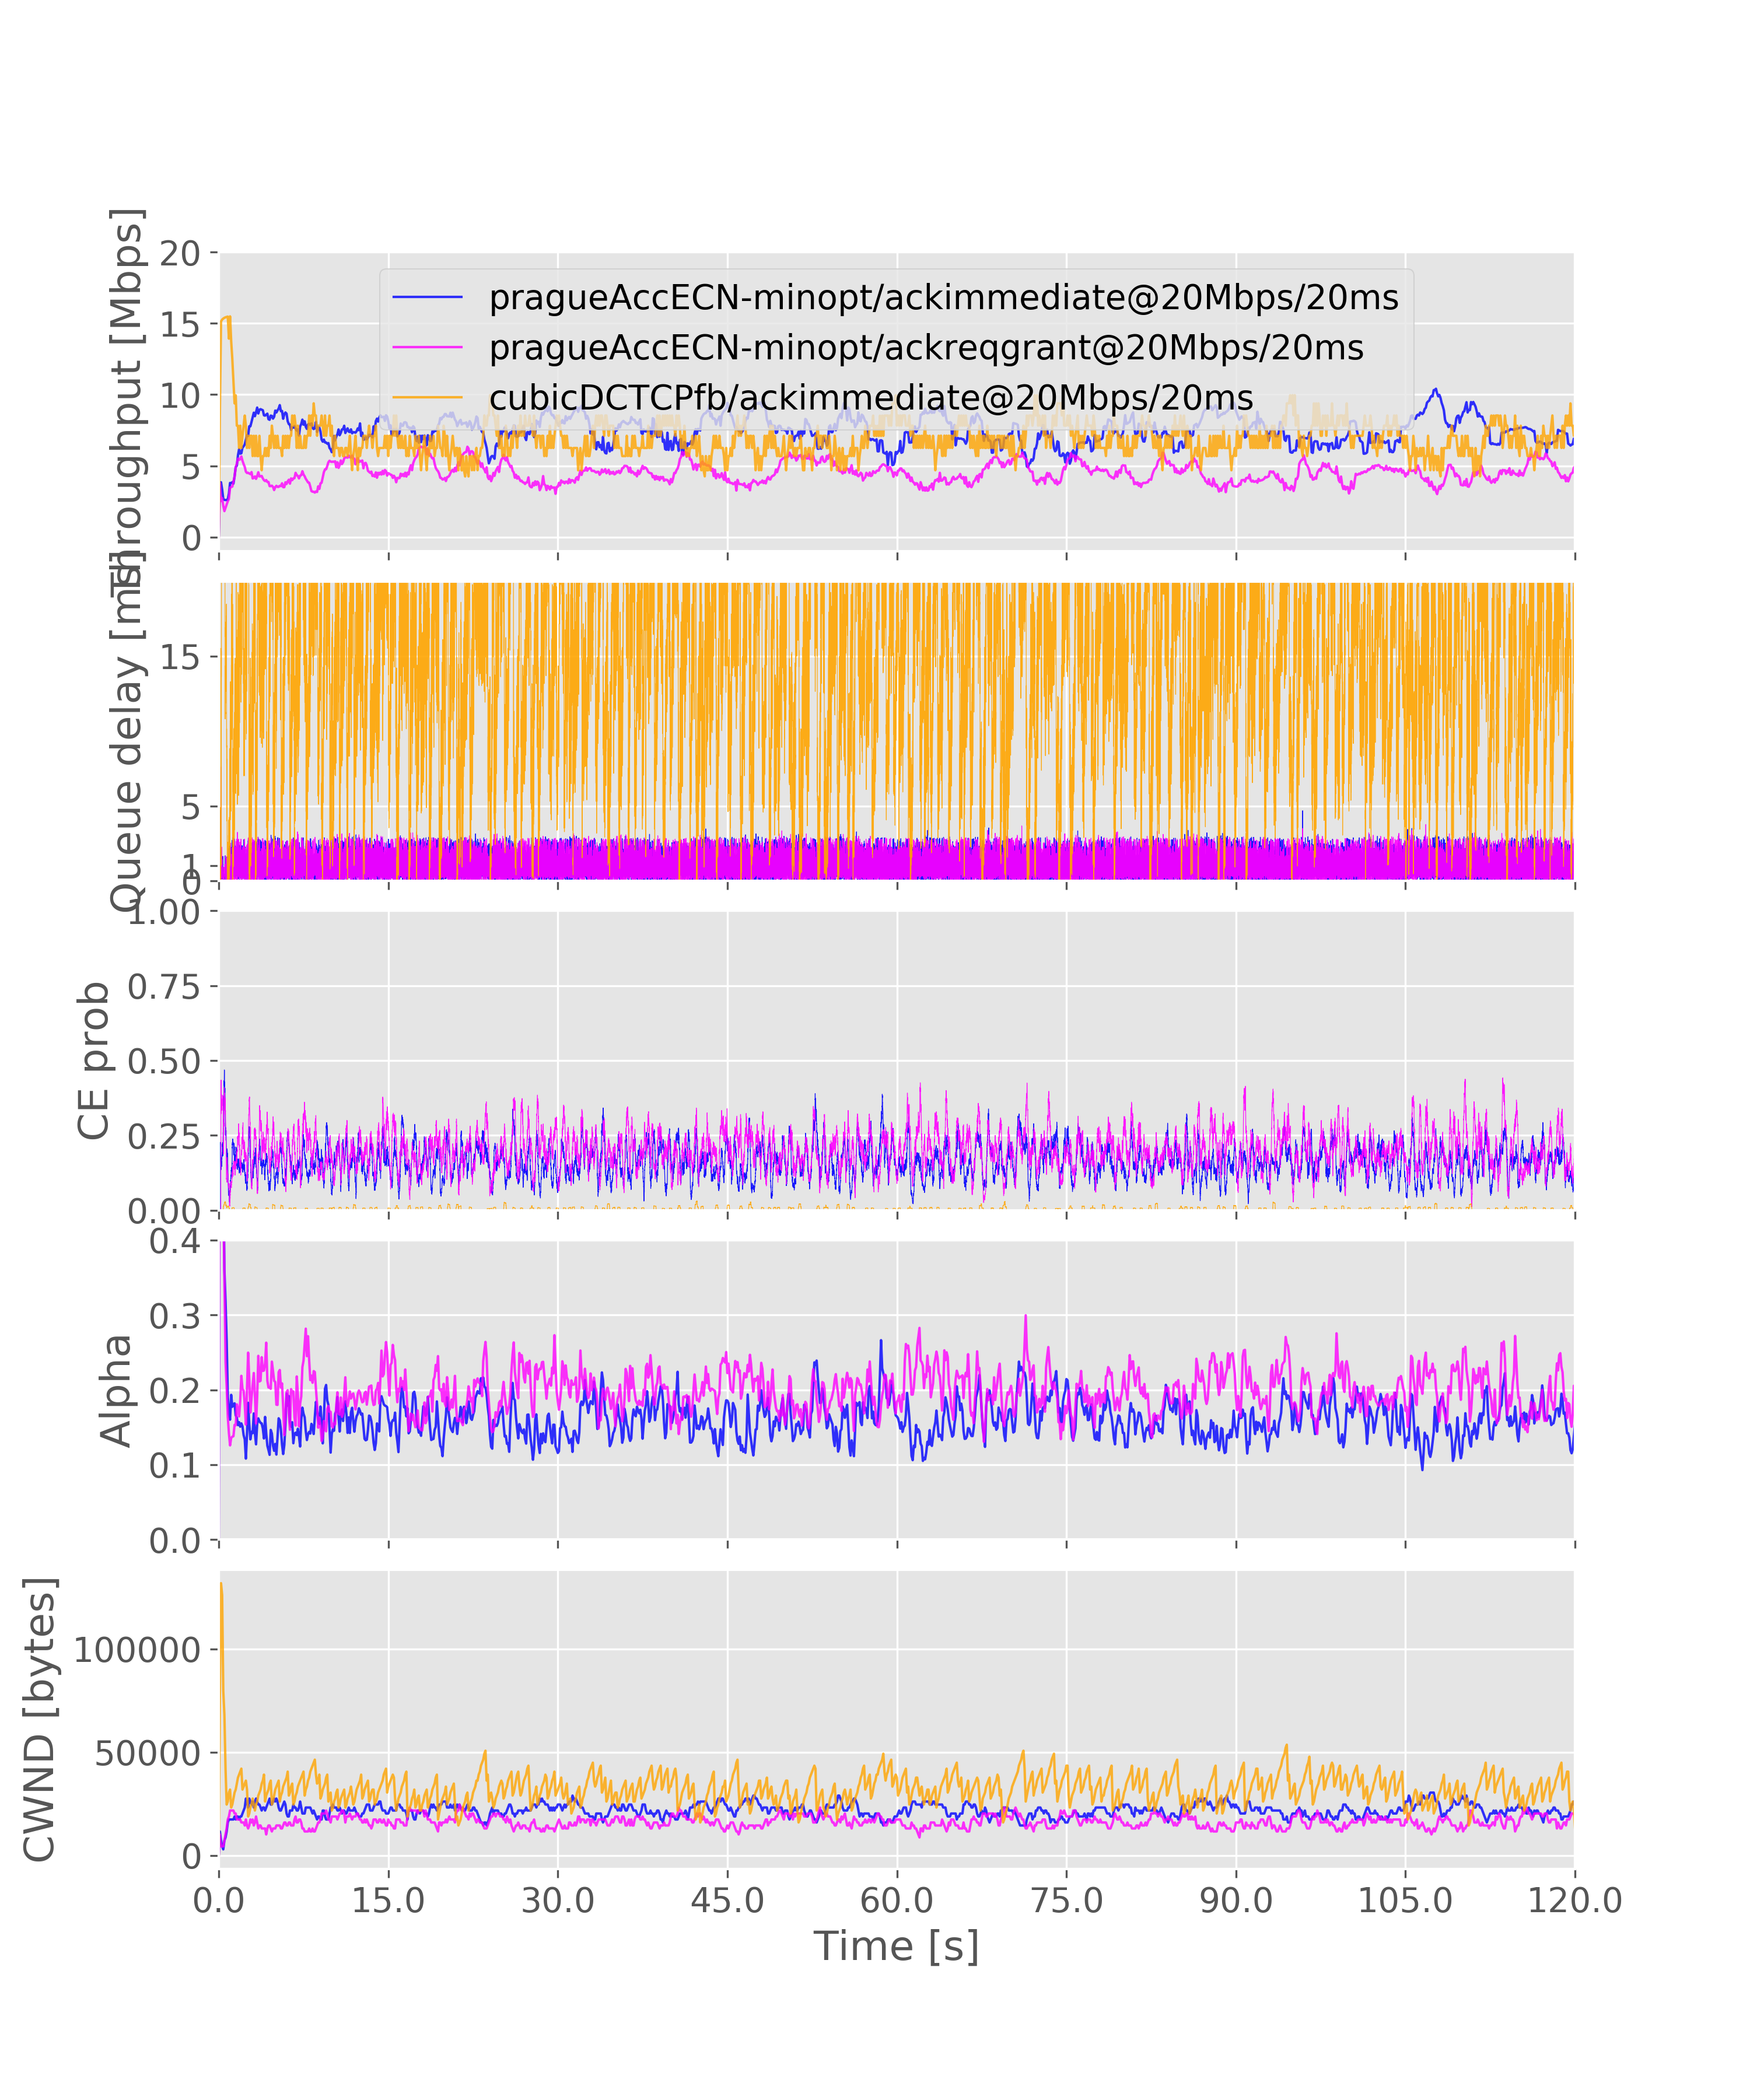 Throughput [Mbps]
20
15
10
5
0
pragueAccECN-minopt/ackimmediate@20Mbps/20ms
pragueAccECN-minopt/ackreqgrant@20Mbps/20ms
cubicDCTCPfb/ackimmediate@20Mbps/20ms
Queue delay [ms]
15
5
1
0
CE prob
1.00
0.75
0.50
0.25
0.00
Alpha
0.4
0.3
0.2
0.1
0.0
CWND [bytes]
100000
50000
0
0.0 15.0 30.0 45.0 60.0 75.0 90.0 105.0 120.0
Time [s]